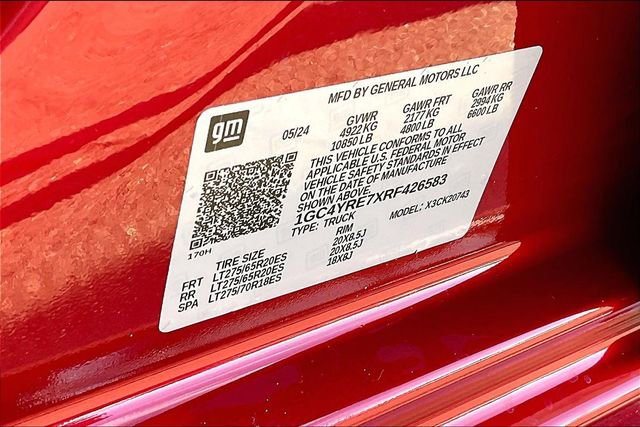 MFD BY GENERAL MOTORS LLC
gm
05/24
GVWR GAWR FRT GAWR RR
4922 KG 2177 KG 2994 KG
10850 LB 4800 LB 6600 LB
THIS VEHICLE CONFORMS TO ALL
APPLICABLE U.S. FEDERAL MOTOR
VEHICLE SAFETY STANDARDS IN EFFECT
ON THE DATE OF MANUFACTURE
SHOWN ABOVE.
1GC4YRE7XRF426583
TYPE: TRUCK MODEL: X3CK20743
170H
TIRE SIZE RIM
FRT LT275/65R20ES 20X8.5J
RR LT275/65R20ES 20X8.5J
SPA LT275/70R18ES 18X8J